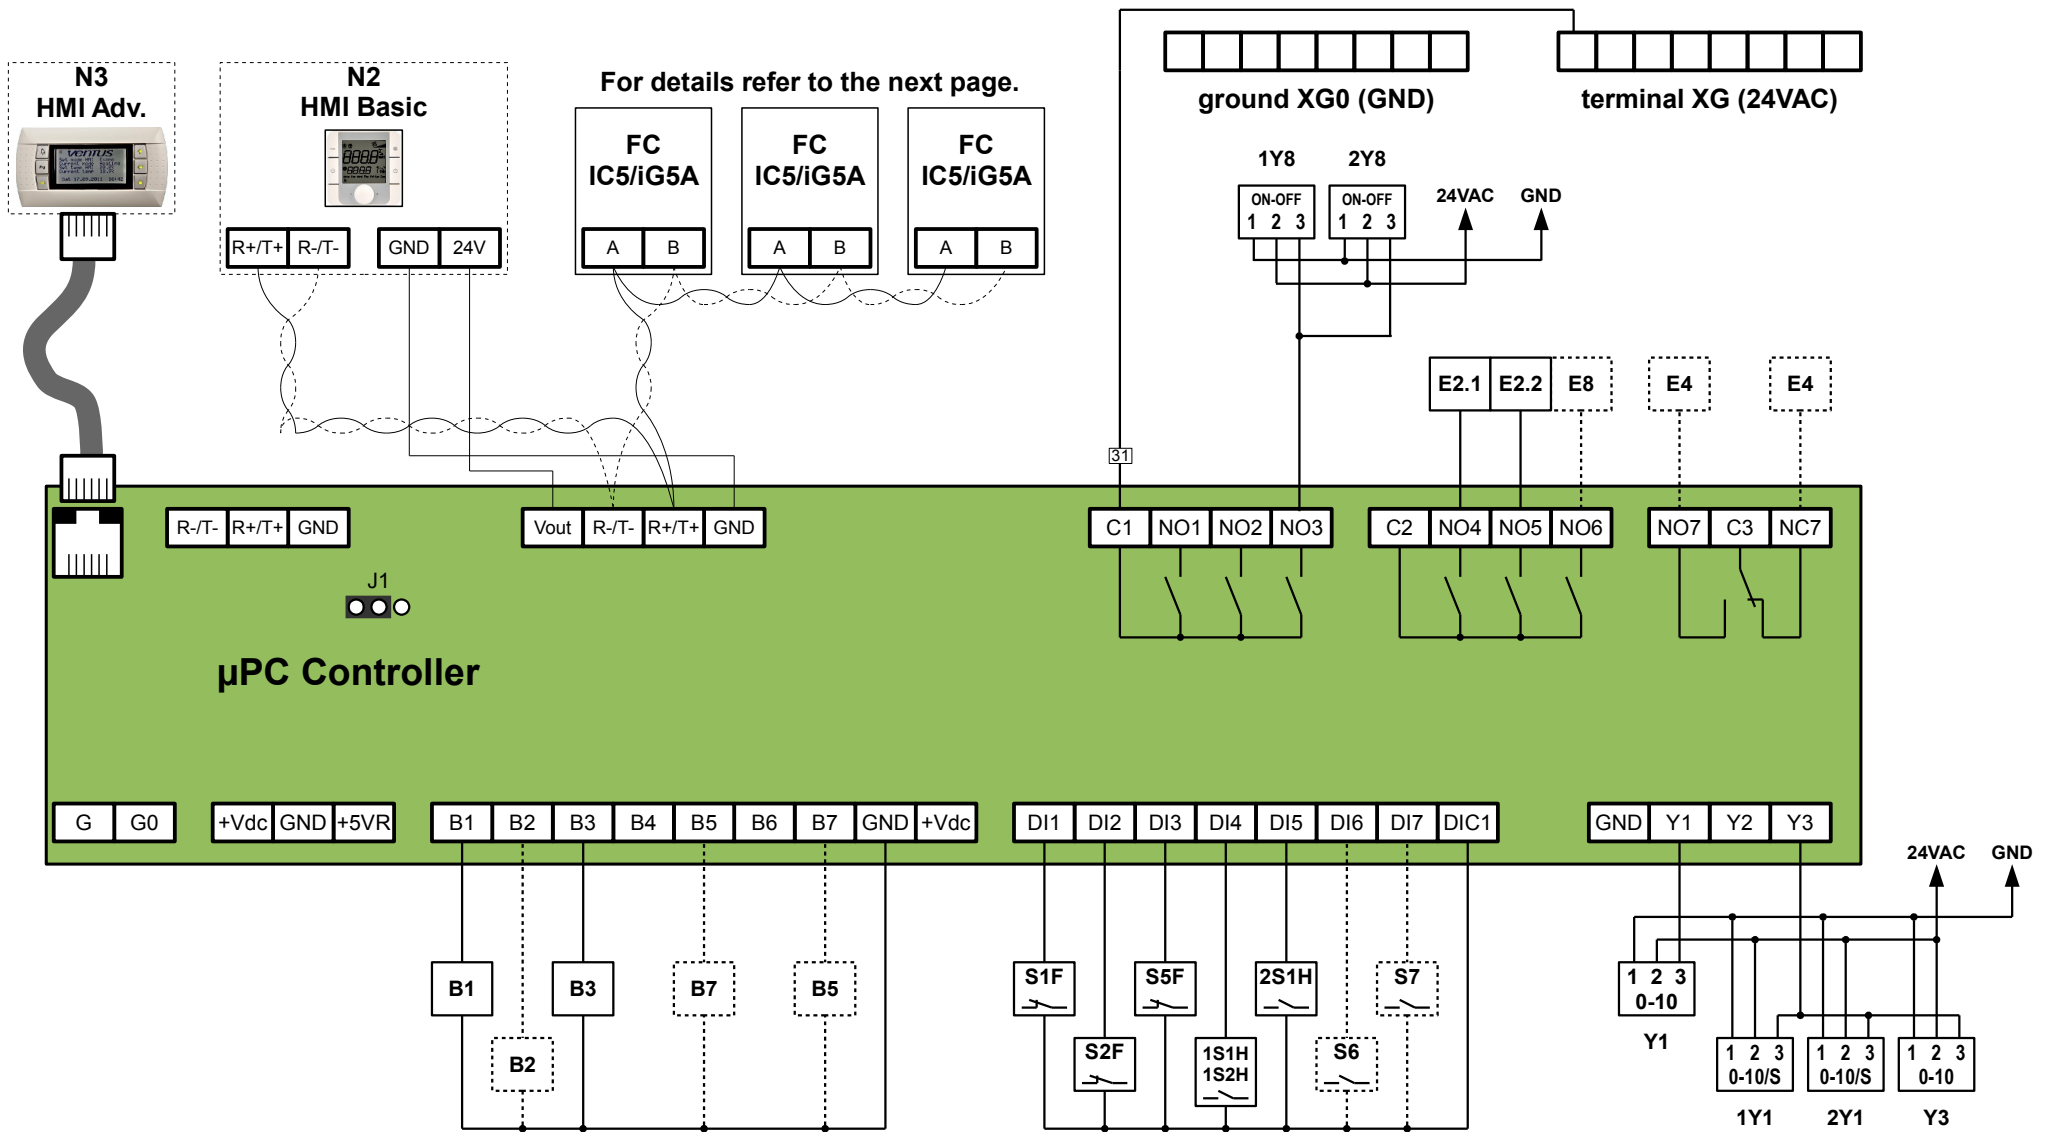 N3
HMI Adv.
venTus
N2
HMI Basic
R+/T+ R-/T- GND 24V
For details refer to the next page.
FC
IC5/iG5A
A B
FC
IC5/iG5A
A B
FC
IC5/iG5A
A B
ground XG0 (GND)
terminal XG (24VAC)
1Y8 2Y8
ON-OFF
1 2 3
ON-OFF
1 2 3
24VAC GND
E2.1 E2.2 E8 E4 E4
31
R-/T- R+/T+ GND
Vout R-/T- R+/T+ GND
C1 NO1 NO2 NO3
C2 NO4 NO5 NO6
NO7 C3 NC7
J1
µPC Controller
G G0
+Vdc GND +5VR
B1 B2 B3 B4 B5 B6 B7 GND +Vdc
DI1 DI2 DI3 DI4 DI5 DI6 DI7 DIC1
GND Y1 Y2 Y3
24VAC GND
B1 B3 B7 B5
B2
S1F S5F 2S1H S7
S2F
1S1H
1S2H
S6
1 2 3
0-10
Y1
1 2 3
0-10/S
1Y1
1 2 3
0-10/S
2Y1
1 2 3
0-10
Y3